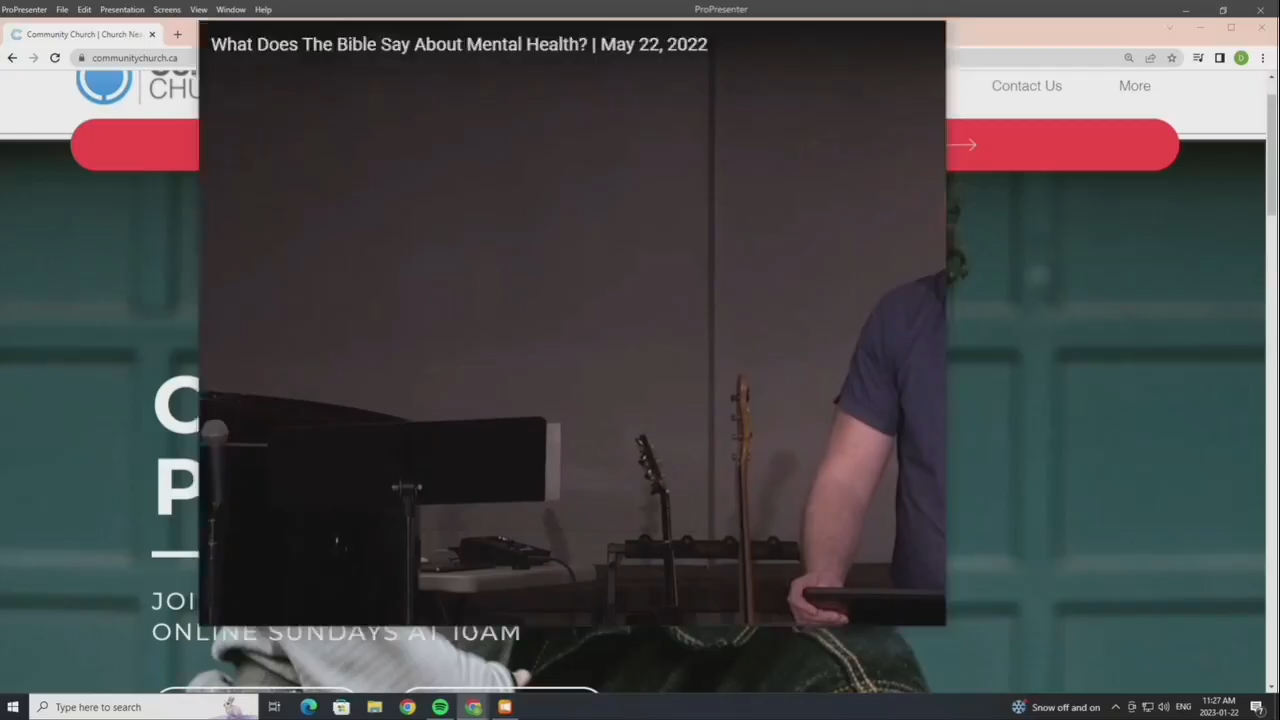 ProPresenter File Edit Presentation Screens View Window Help ProPresenter
Community Church | Church Nea
communitychurch.ca D
What Does The Bible Say About Mental Health? | May 22, 2022
CHU
Contact Us More
C
P
JOI
ONLINE SUNDAYS AT 10AM
Type here to search Snow off and on ENG 11:27 AM
2023-01-22